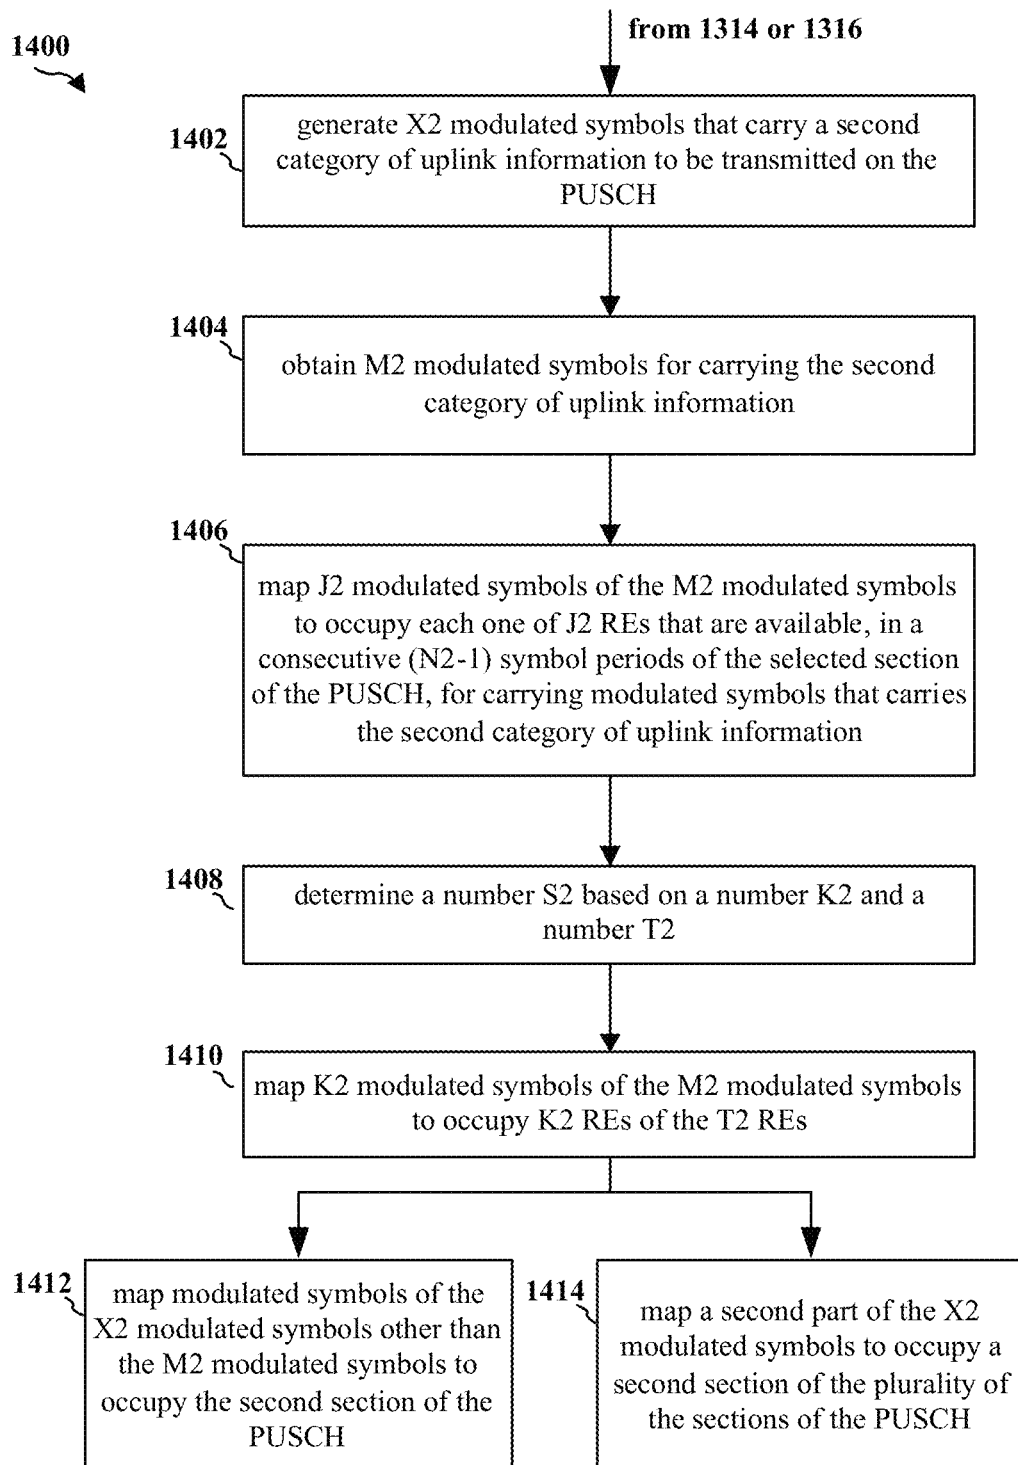 from 1314 or 1316
1400
1402
generate X2 modulated symbols that carry a second
category of uplink information to be transmitted on the
PUSCH
1404
obtain M2 modulated symbols for carrying the second
category of uplink information
1406
map J2 modulated symbols of the M2 modulated symbols
to occupy each one of J2 REs that are available, in a
consecutive (N2-1) symbol periods of the selected section
of the PUSCH, for carrying modulated symbols that carries
the second category of uplink information
1408
determine a number S2 based on a number K2 and a
number T2
1410
map K2 modulated symbols of the M2 modulated symbols
to occupy K2 REs of the T2 REs
1412
map modulated symbols of the
X2 modulated symbols other than
the M2 modulated symbols to
occupy the second section of the
PUSCH
1414
map a second part of the X2
modulated symbols to occupy a
second section of the plurality of
the sections of the PUSCH